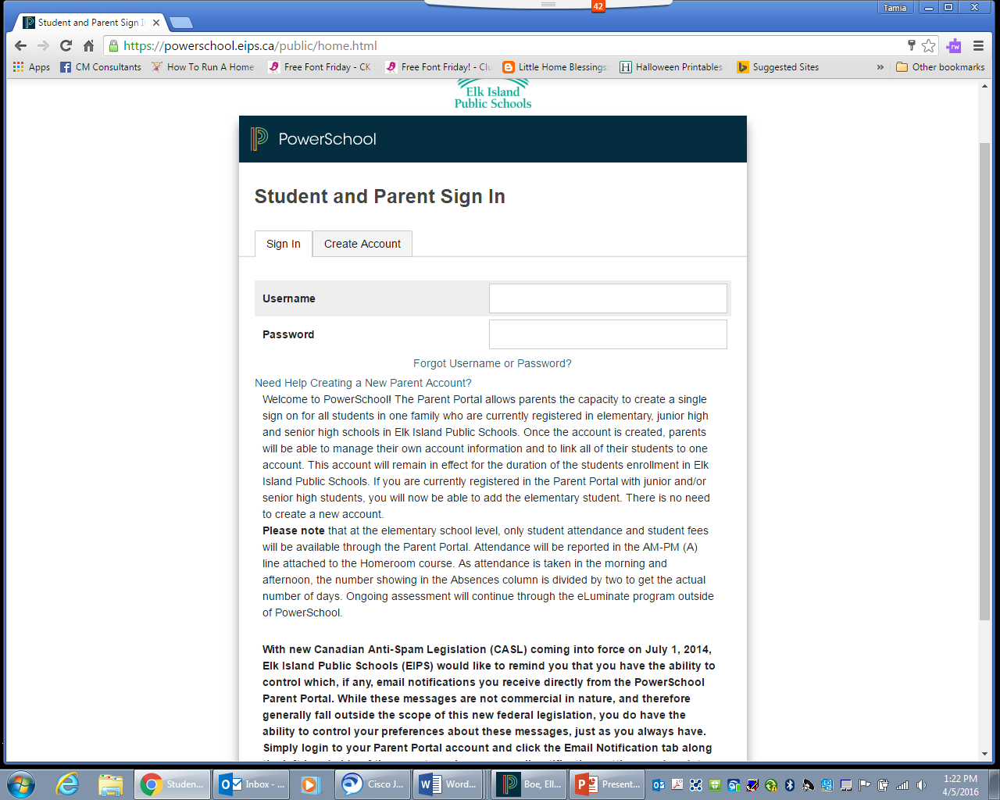 42
Tamia
Student and Parent Sign I
https://powerschool.eips.ca/public/home.html
rw
Apps
CM Consultants
How To Run A Home
Free Font Friday - CK
Free Font Friday! - Clu
Little Home Blessings:
Halloween Printables
Suggested Sites
»
Other bookmarks
Elk Island
Public Schools
PowerSchool
Student and Parent Sign In
Sign In
Create Account
Username
Password
Forgot Username or Password?
Need Help Creating a New Parent Account?
Welcome to PowerSchool! The Parent Portal allows parents the capacity to create a single
sign on for all students in one family who are currently registered in elementary, junior high
and senior high schools in Elk Island Public Schools. Once the account is created, parents
will be able to manage their own account information and to link all of their students to one
account. This account will remain in effect for the duration of the students enrollment in Elk
Island Public Schools. If you are currently registered in the Parent Portal with junior and/or
senior high students, you will now be able to add the elementary student. There is no need
to create a new account.
Please note that at the elementary school level, only student attendance and student fees
will be available through the Parent Portal. Attendance will be reported in the AM-PM (A)
line attached to the Homeroom course. As attendance is taken in the morning and
afternoon, the number showing in the Absences column is divided by two to get the actual
number of days. Ongoing assessment will continue through the eLuminate program outside
of PowerSchool.
With new Canadian Anti-Spam Legislation (CASL) coming into force on July 1, 2014,
Elk Island Public Schools (EIPS) would like to remind you that you have the ability to
control which, if any, email notifications you receive directly from the PowerSchool
Parent Portal. While these messages are not commercial in nature, and therefore
generally fall outside the scope of this new federal legislation, you do have the
ability to control your preferences about these messages, just as you always have.
Simply login to your Parent Portal account and click the Email Notification tab along
Studen...
Inbox - ...
Cisco J...
Word...
Boe, Ell...
Present...
1:22 PM
4/5/2016